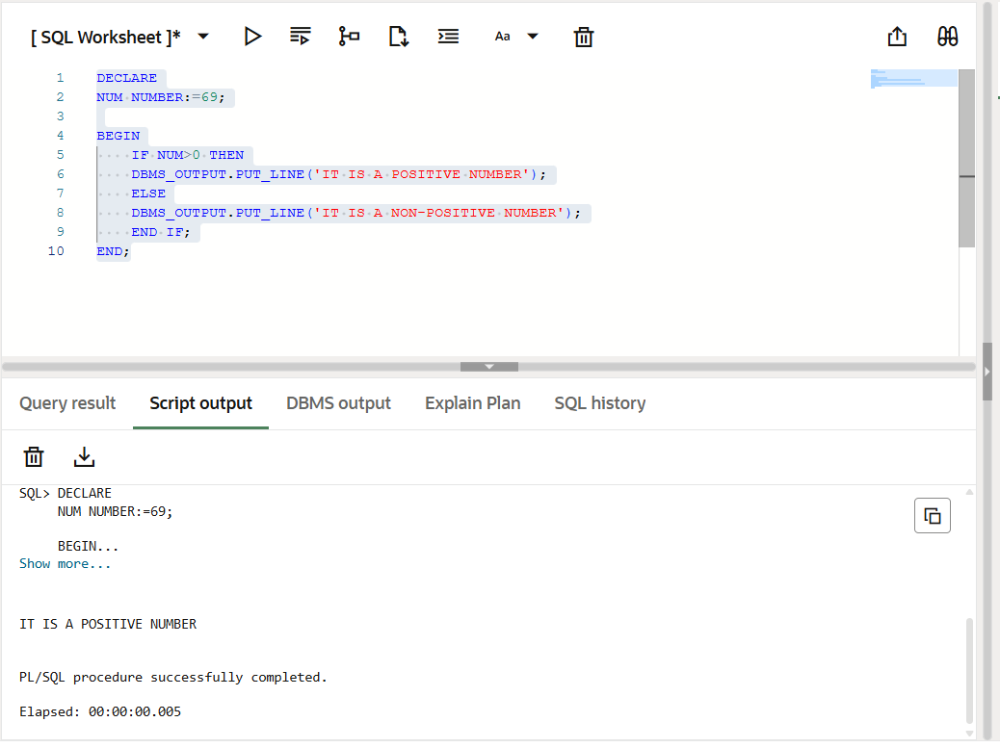 [ SQL Worksheet ]*
Aa
1 DECLARE
2 NUM NUMBER:=69;
3
4 BEGIN
5     IF NUM>0 THEN
6     DBMS_OUTPUT.PUT_LINE('IT IS A POSITIVE NUMBER');
7     ELSE
8     DBMS_OUTPUT.PUT_LINE('IT IS A NON-POSITIVE NUMBER');
9     END IF;
10 END;
Query result Script output DBMS output Explain Plan SQL history
SQL> DECLARE
     NUM NUMBER:=69;
     BEGIN...
Show more...
IT IS A POSITIVE NUMBER
PL/SQL procedure successfully completed.
Elapsed: 00:00:00.005